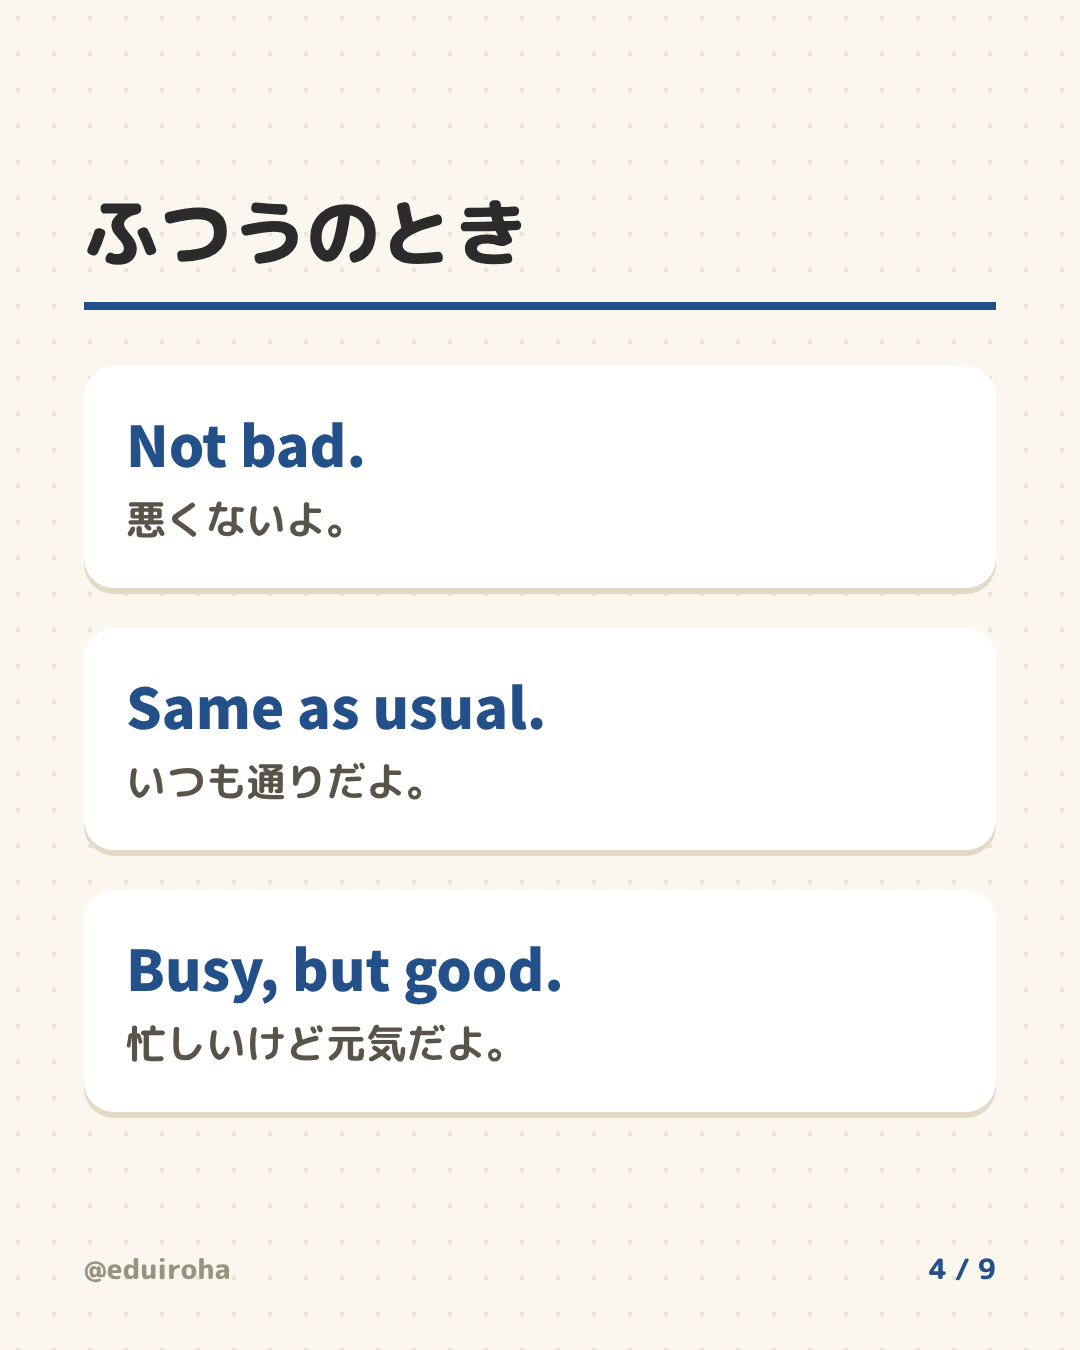 ふつうのとき
Not bad.
悪くないよ。
Same as usual.
いつも通りだよ。
Busy, but good.
忙しいけど元気だよ。
@eduiroha
4 / 9